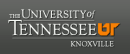 THE UNIVERSITY of
TENNESSEE UT
KNOXVILLE